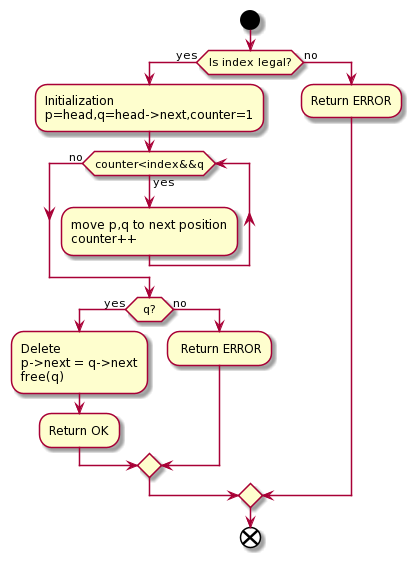 Is index legal?
yes
no
Initialization
p=head,q=head->next,counter=1
Return ERROR
counter<index&&q
no
yes
move p,q to next position
counter++
q?
yes
no
Delete
p->next = q->next
free(q)
Return ERROR
Return OK